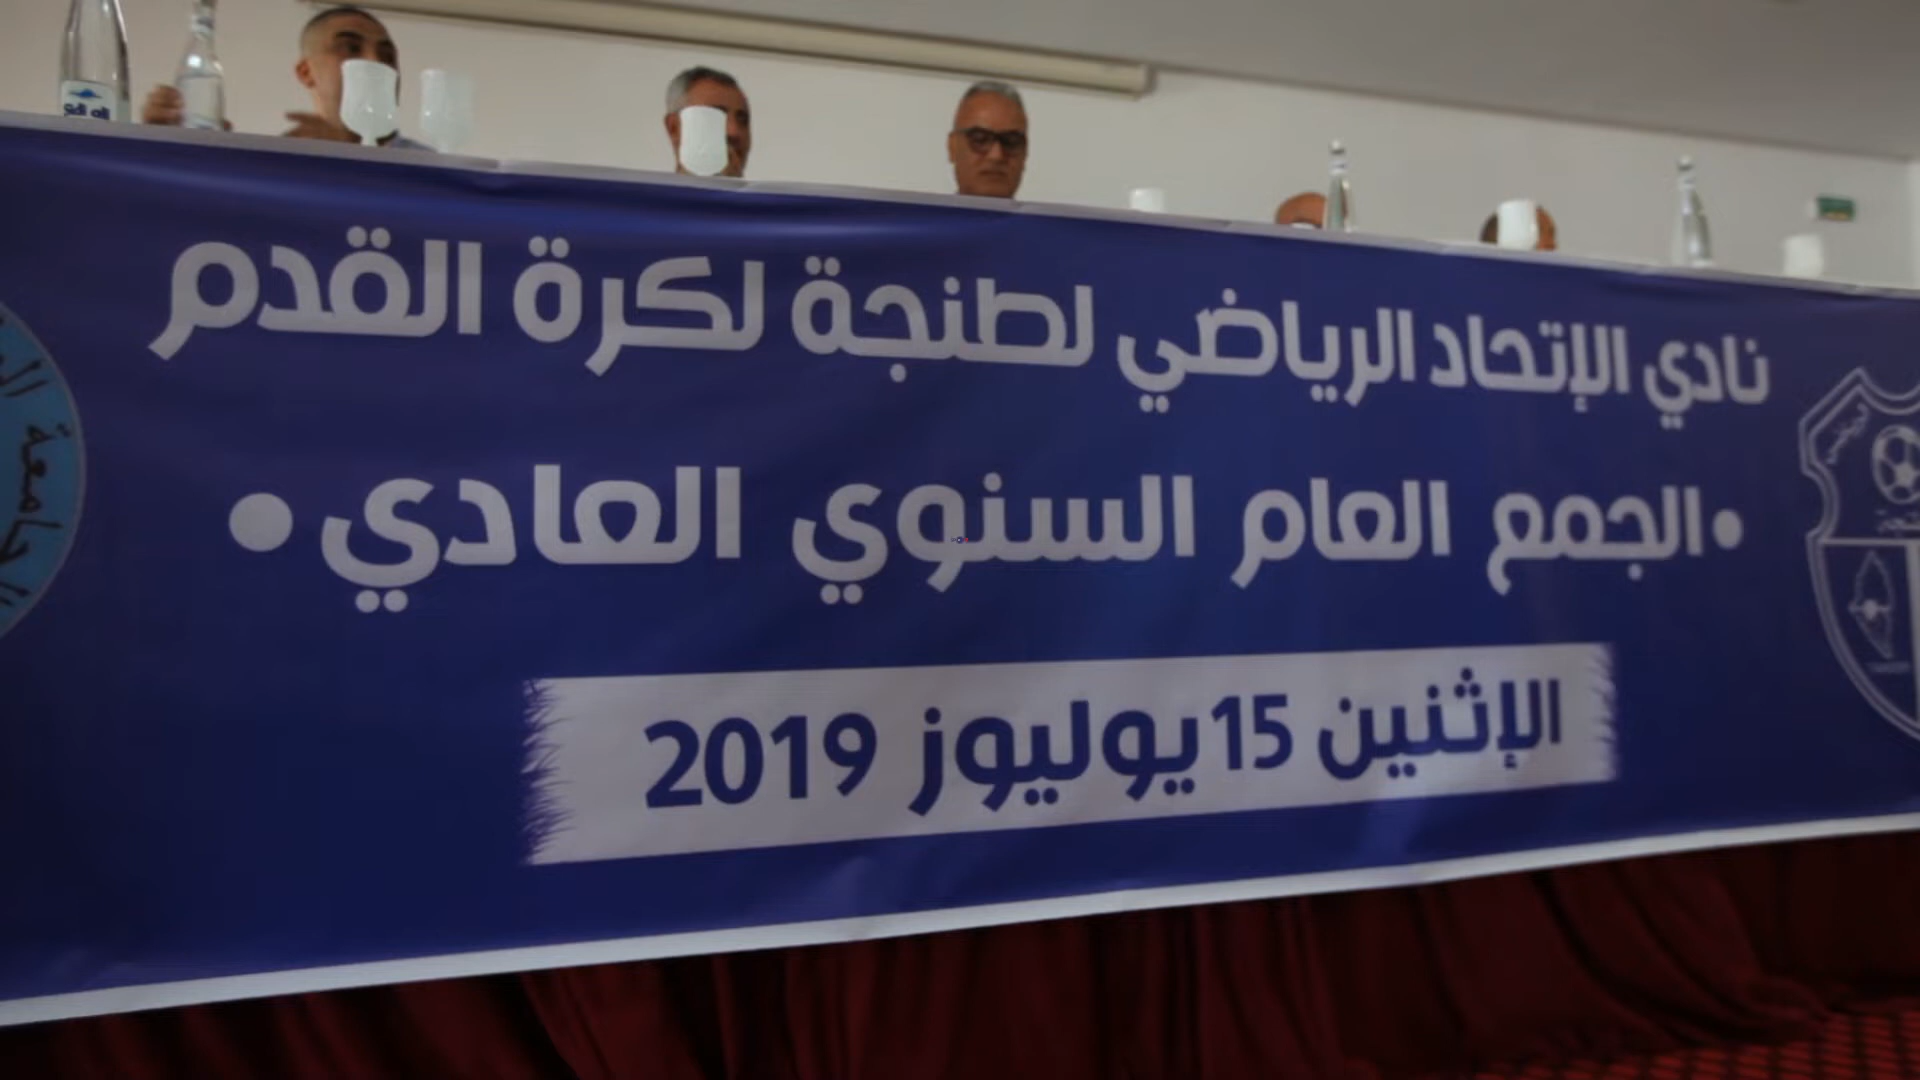 نادي الإتحاد الرياضي لطنجة لكرة القدم
• الجمع العام السنوي العادي •
الإثنين 15 يوليوز 2019